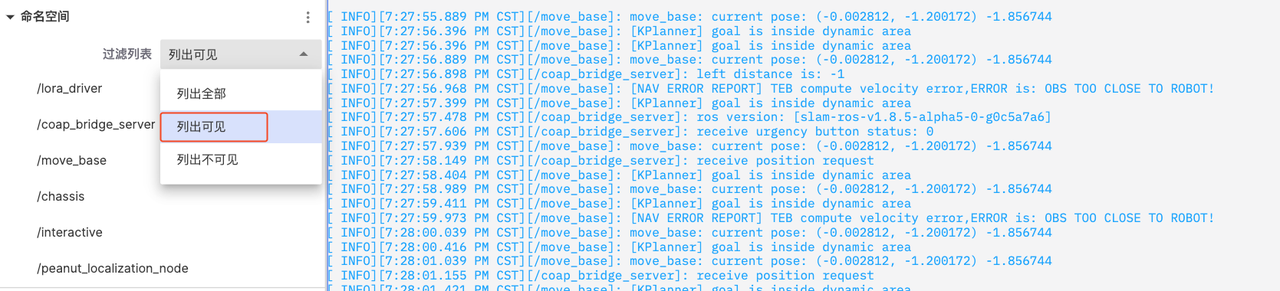 命名空间
过滤列表
列出可见
列出全部
列出可见
列出不可见
/lora_driver
/coap_bridge_server
/move_base
/chassis
/interactive
/peanut_localization_node
[ INFO][7:27:55.889 PM CST][/move_base]: move_base: current pose: (-0.002812, -1.200172) -1.856744
[ INFO][7:27:56.396 PM CST][/move_base]: [KPlanner] goal is inside dynamic area
[ INFO][7:27:56.396 PM CST][/move_base]: [KPlanner] goal is inside dynamic area
[ INFO][7:27:56.889 PM CST][/move_base]: move_base: current pose: (-0.002812, -1.200172) -1.856744
[ INFO][7:27:56.898 PM CST][/coap_bridge_server]: left distance is: -1
[ INFO][7:27:56.968 PM CST][/move_base]: [NAV ERROR REPORT] TEB compute velocity error,ERROR is: OBS TOO CLOSE TO ROBOT!
[ INFO][7:27:57.399 PM CST][/move_base]: [KPlanner] goal is inside dynamic area
[ INFO][7:27:57.478 PM CST][/coap_bridge_server]: ros version: [slam-ros-v1.8.5-alpha5-0-g0c5a7a6]
[ INFO][7:27:57.606 PM CST][/coap_bridge_server]: receive urgency button status: 0
[ INFO][7:27:57.939 PM CST][/move_base]: move_base: current pose: (-0.002812, -1.200172) -1.856744
[ INFO][7:27:58.149 PM CST][/coap_bridge_server]: receive position request
[ INFO][7:27:58.404 PM CST][/move_base]: [KPlanner] goal is inside dynamic area
[ INFO][7:27:58.989 PM CST][/move_base]: move_base: current pose: (-0.002812, -1.200172) -1.856744
[ INFO][7:27:59.411 PM CST][/move_base]: [KPlanner] goal is inside dynamic area
[ INFO][7:27:59.973 PM CST][/move_base]: [NAV ERROR REPORT] TEB compute velocity error,ERROR is: OBS TOO CLOSE TO ROBOT!
[ INFO][7:28:00.039 PM CST][/move_base]: move_base: current pose: (-0.002812, -1.200172) -1.856744
[ INFO][7:28:00.416 PM CST][/move_base]: [KPlanner] goal is inside dynamic area
[ INFO][7:28:01.039 PM CST][/move_base]: move_base: current pose: (-0.002812, -1.200172) -1.856744
[ INFO][7:28:01.155 PM CST][/coap_bridge_server]: receive position request
[ INFO][7:28:01.421 PM CST][/move_base]: [KPlanner] goal is inside dynamic area